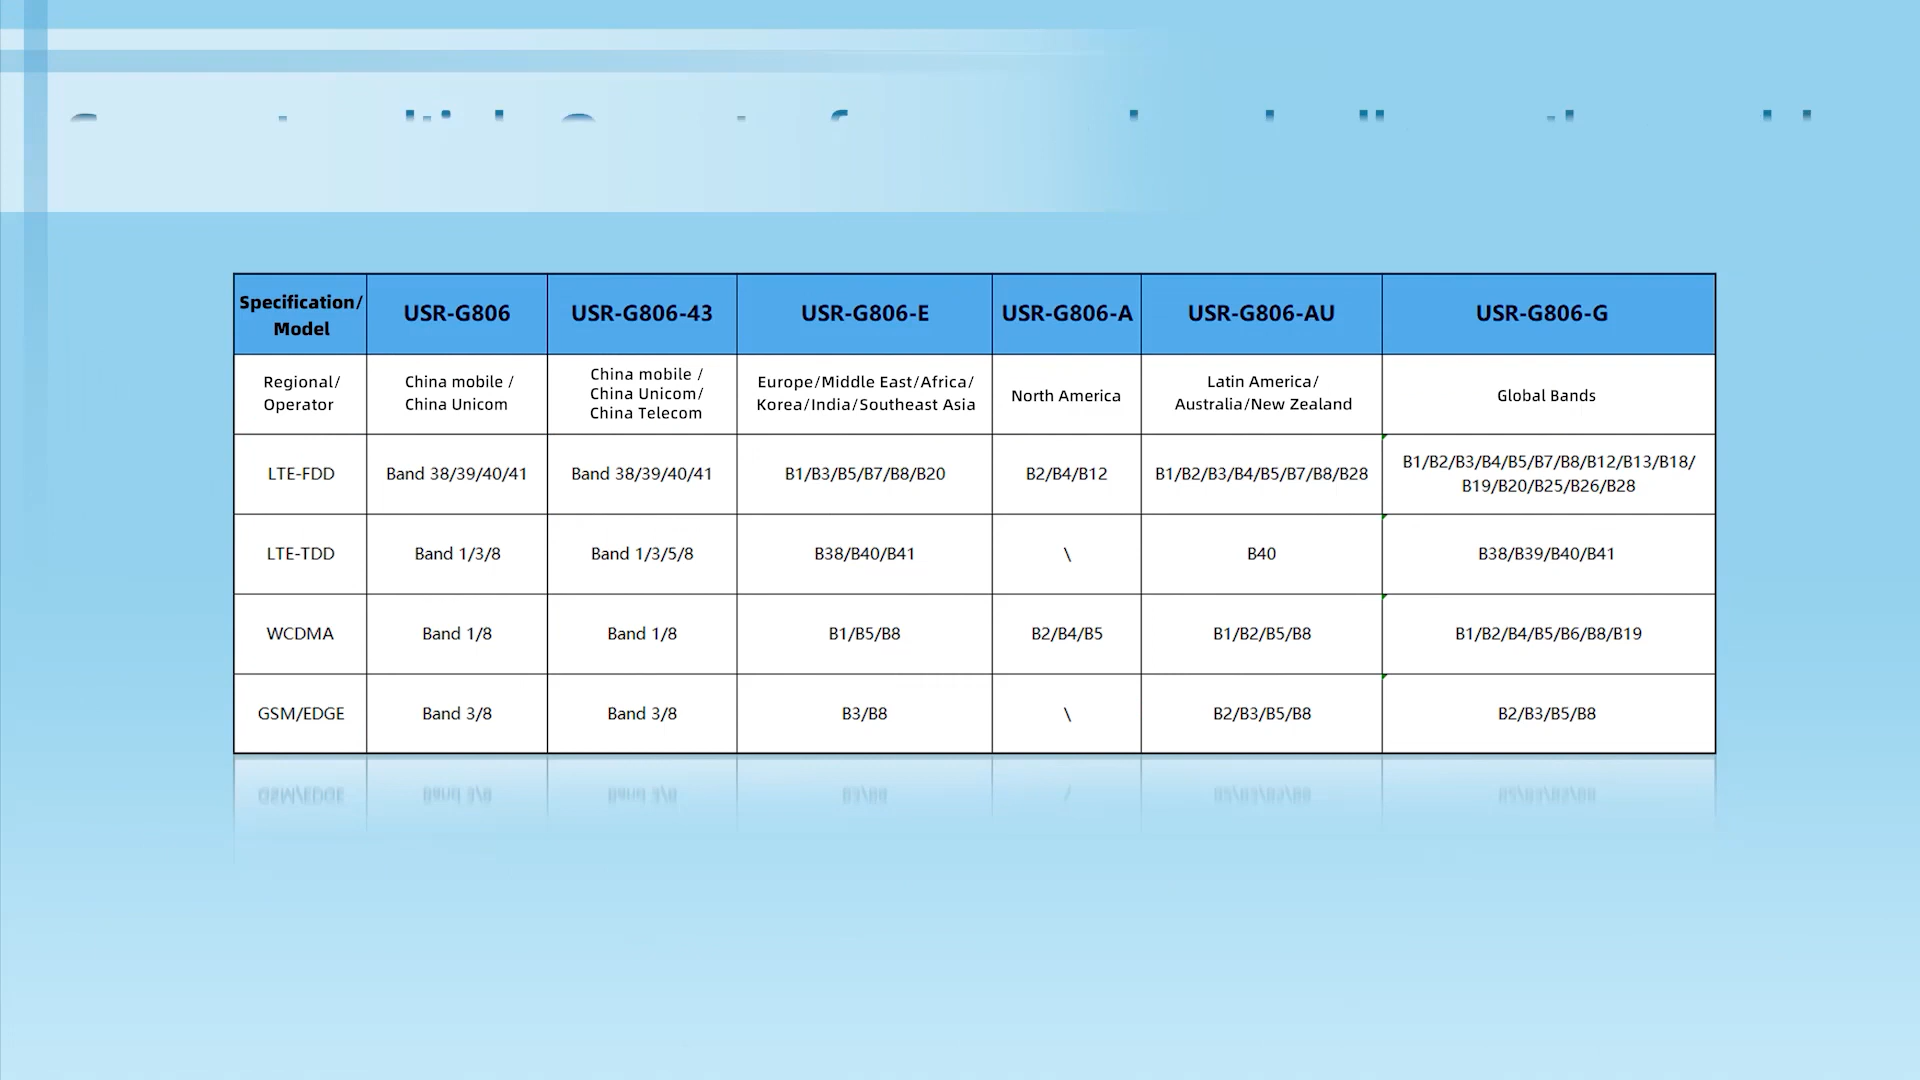 Specification/
Model
USR-G806
USR-G806-43
USR-G806-E
USR-G806-A
USR-G806-AU
USR-G806-G
Regional/
Operator
China mobile /
China Unicom
China mobile /
China Unicom/
China Telecom
Europe/Middle East/Africa/
Korea/India/Southeast Asia
North America
Latin America/
Australia/New Zealand
Global Bands
LTE-FDD
Band 38/39/40/41
Band 38/39/40/41
B1/B3/B5/B7/B8/B20
B2/B4/B12
B1/B2/B3/B4/B5/B7/B8/B28
B1/B2/B3/B4/B5/B7/B8/B12/B13/B18/
B19/B20/B25/B26/B28
LTE-TDD
Band 1/3/8
Band 1/3/5/8
B38/B40/B41
\
B40
B38/B39/B40/B41
WCDMA
Band 1/8
Band 1/8
B1/B5/B8
B2/B4/B5
B1/B2/B5/B8
B1/B2/B4/B5/B6/B8/B19
GSM/EDGE
Band 3/8
Band 3/8
B3/B8
\
B2/B3/B5/B8
B2/B3/B5/B8